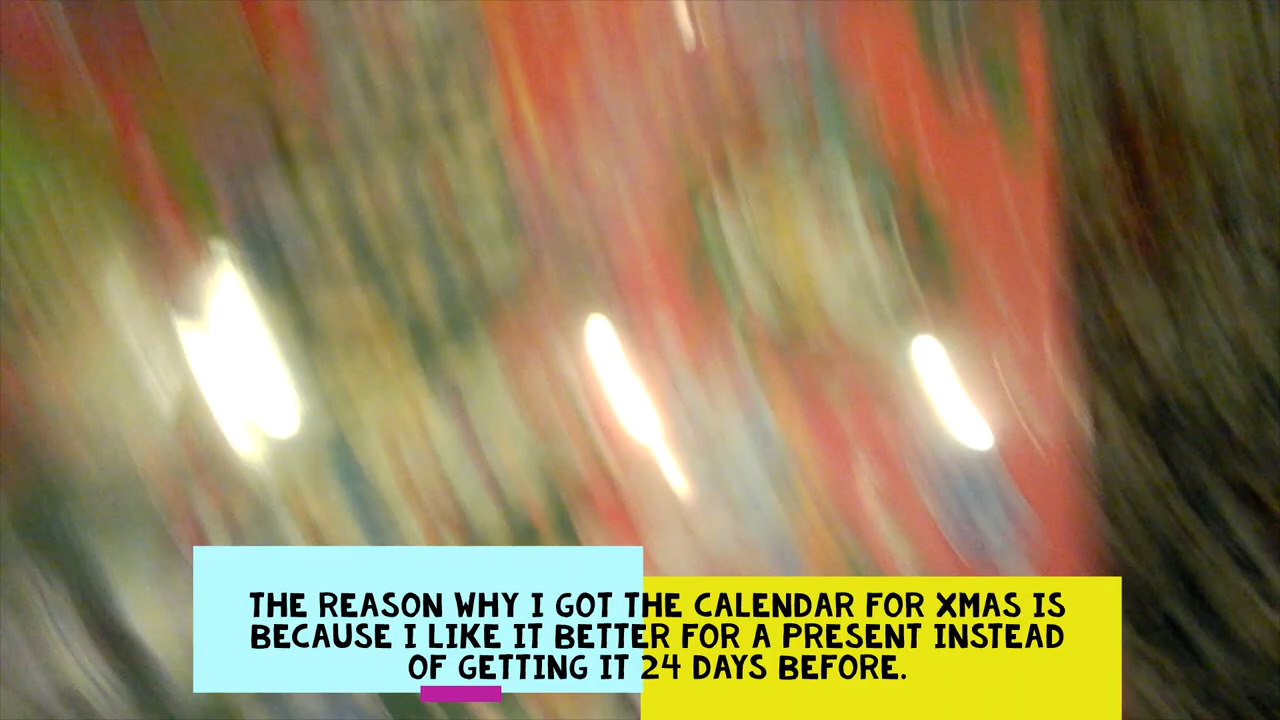 THE REASON WHY I GOT THE CALENDAR FOR XMAS IS
BECAUSE I LIKE IT BETTER FOR A PRESENT INSTEAD
OF GETTING IT 24 DAYS BEFORE.